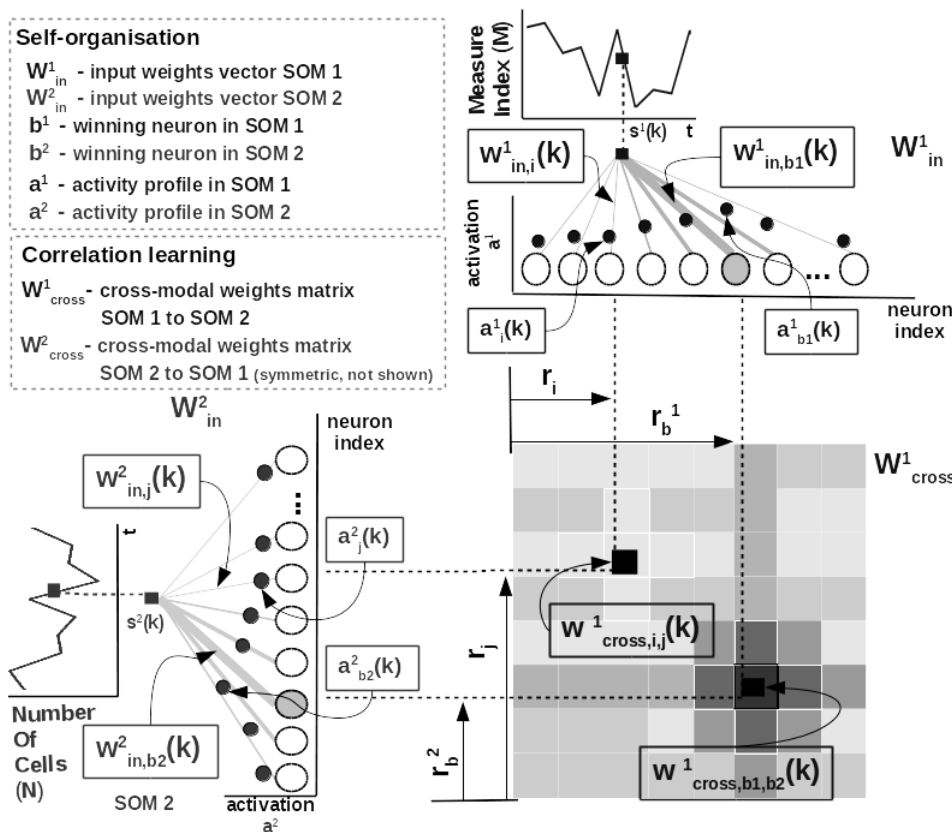 Self-organisation
W¹in - input weights vector SOM 1
W²in - input weights vector SOM 2
b¹ - winning neuron in SOM 1
b² - winning neuron in SOM 2
a¹ - activity profile in SOM 1
a² - activity profile in SOM 2
Correlation learning
W¹cross- cross-modal weights matrix
SOM 1 to SOM 2
W²cross- cross-modal weights matrix
SOM 2 to SOM 1 (symmetric, not shown)
Measure
Index (M)
s¹(k)
t
w¹in,i(k)
w¹in,b1(k)
W¹in
activation
a¹
...
a¹i(k)
a¹b1(k)
neuron
index
W²in
neuron
index
...
w²in,j(k)
t
s²(k)
a²j(k)
a²b2(k)
w²in,b2(k)
Number
Of
Cells
(N)
SOM 2
activation
a²
ri
rb¹
W¹cross
rj
rb²
w¹cross,i,j(k)
w¹cross,b1,b2(k)